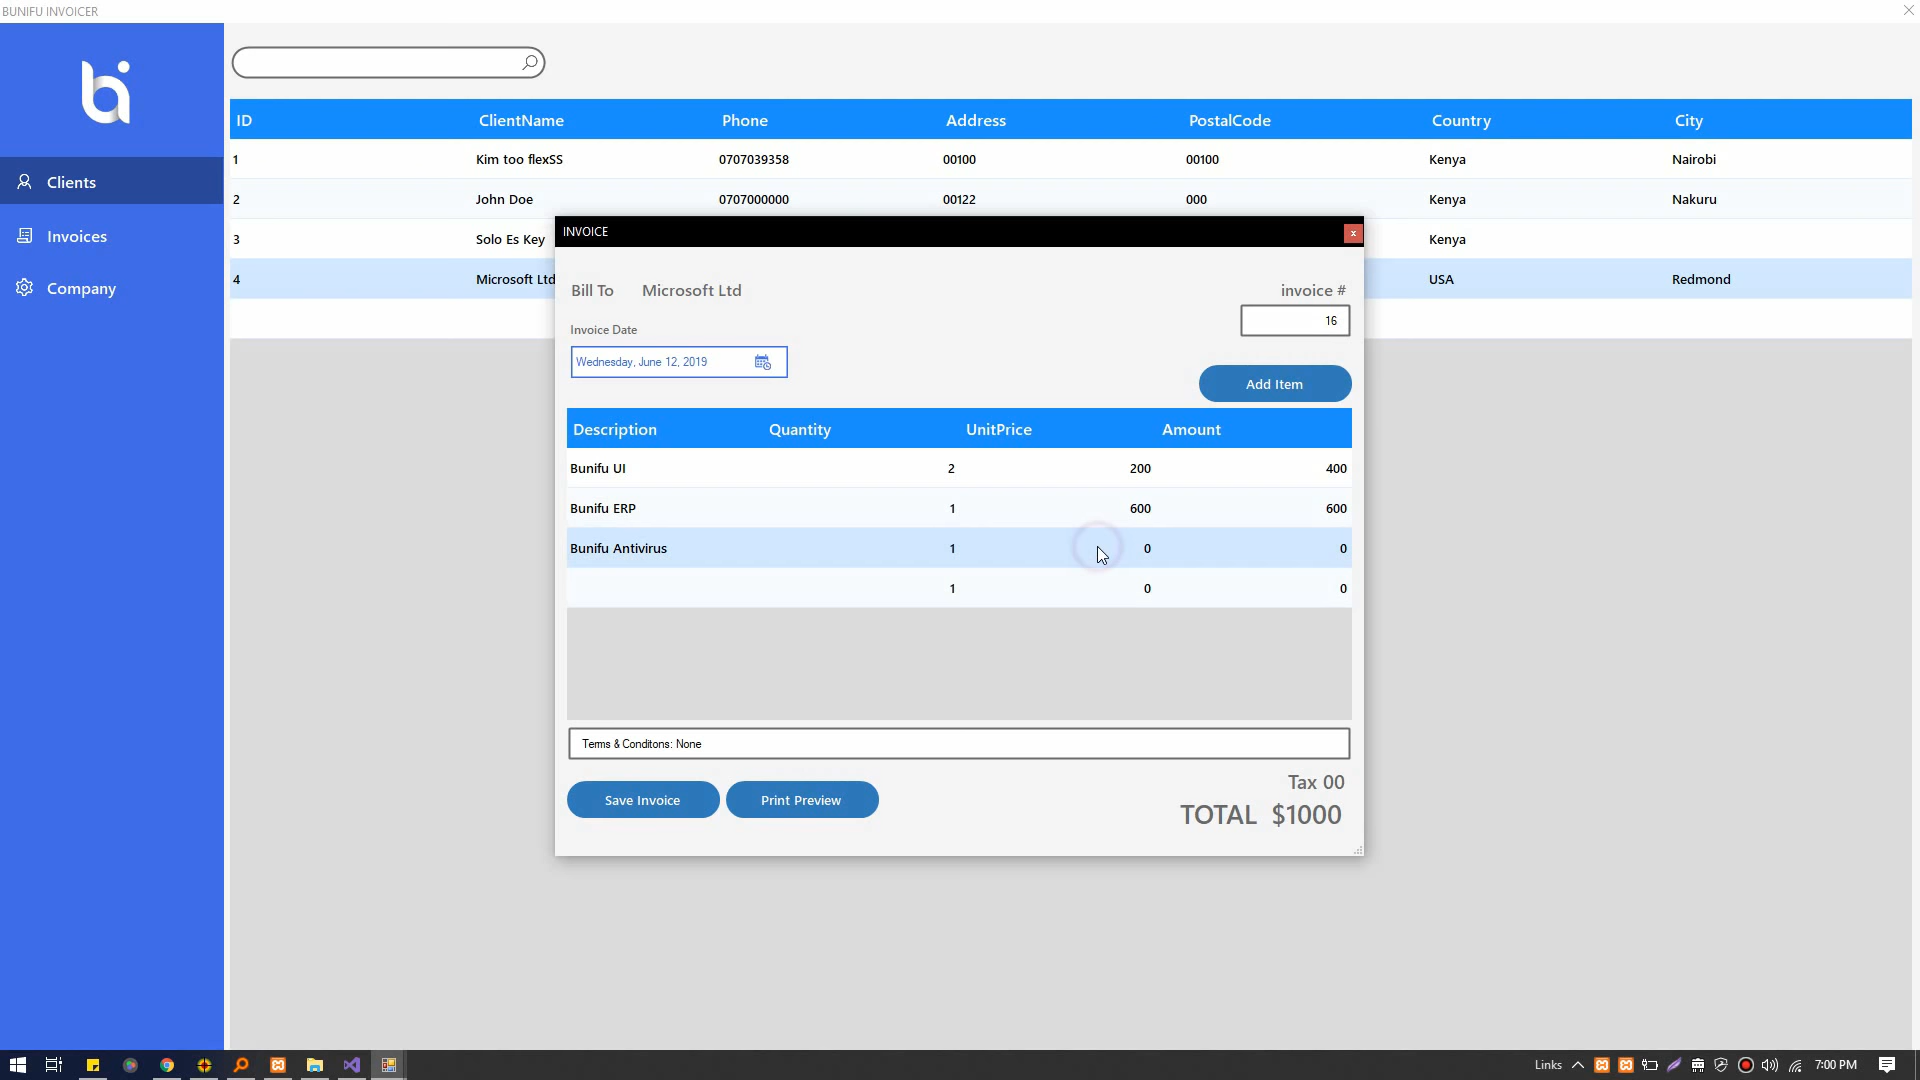 BUNIFU INVOICER
Clients
Invoices
Company
ID ClientName Phone Address PostalCode Country City
1 Kim too flexSS 0707039358 00100 00100 Kenya Nairobi
2 John Doe 0707000000 00122 000 Kenya Nakuru
3 Solo Es Key Kenya
4 Microsoft Ltd USA Redmond
INVOICE
x
Bill To Microsoft Ltd invoice #
16
Invoice Date
Wednesday, June 12, 2019
Add Item
Description Quantity UnitPrice Amount
Bunifu UI 2 200 400
Bunifu ERP 1 600 600
Bunifu Antivirus 1 0 0
1 0 0
Terms & Conditons: None
Save Invoice Print Preview
Tax 00
TOTAL $1000
Links 7:00 PM